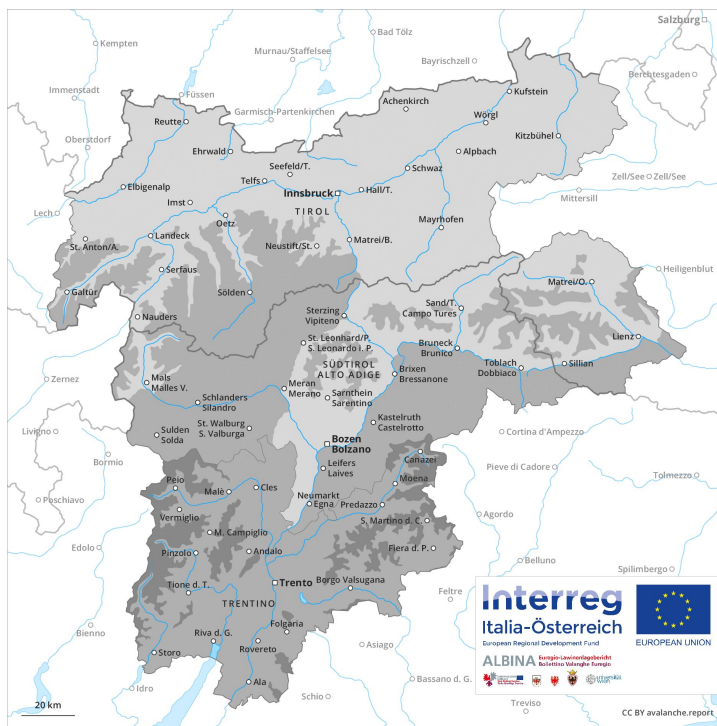 Salzburg
Kempten
Bad Tölz
Murnau/Staffelsee
Bayrischzell
Berchtesgaden
Immenstadt
Füssen
Garmisch-Partenkirchen
Achenkirch
Kufstein
Reutte
Wörgl
Oberstdorf
Kitzbühel
Ehrwald
Alpbach
Seefeld/T.
Schwaz
Telfs
Zell/See
Zell/See
Elbigenalp
Innsbruck
Hall/T.
Mittersill
Imst
TIROL
Lech
Oetz
Mayrhofen
Landeck
Matrei/B.
St. Anton/A.
Neustift/St.
Serfaus
Heiligenblut
Galtür
Sölden
Matrei/O.
Nauders
Sand/T.
Campo Tures
Sterzing
Vipiteno
Lienz
St. Leonhard/P.
S. Leonardo i. P.
Bruneck
Brunico
Toblach
Dobbiaco
Sillian
SÜDTIROL
ALTO ADIGE
Brixen
Bressanone
Zernez
Mals
Malles V.
Meran
Merano
Sarnthein
Sarentino
Schlanders
Silandro
Kastelruth
Castelrotto
St. Walburg
S. Valburga
Livigno
Sulden
Solda
Cortina d'Ampezzo
Bozen
Bolzano
Bormio
Canazei
Pieve di Cadore
Leifers
Laives
Tolmezzo
Peio
Malè
Cles
Moena
Poschiavo
Neumarkt
Egna
Predazzo
Vermiglio
Agordo
S. Martino d. C.
M. Campiglio
Edolo
Pinzolo
Andalo
Fiera d. P.
Belluno
Spilimbergo
Trento
Tione d. T.
Borgo Valsugana
Feltre
TRENTINO
Folgaria
Bienno
Riva d. G.
Rovereto
Asiago
Storo
Ala
Bassano d. G.
Idro
Schio
Treviso
20 km
Interreg
Italia-Österreich
European Regional Development Fund
EUROPEAN UNION
ALBINA Euregio-Lawinenlagebericht
Bollettino Valanghe Euregio
universität
wien
CC BY avalanche.report